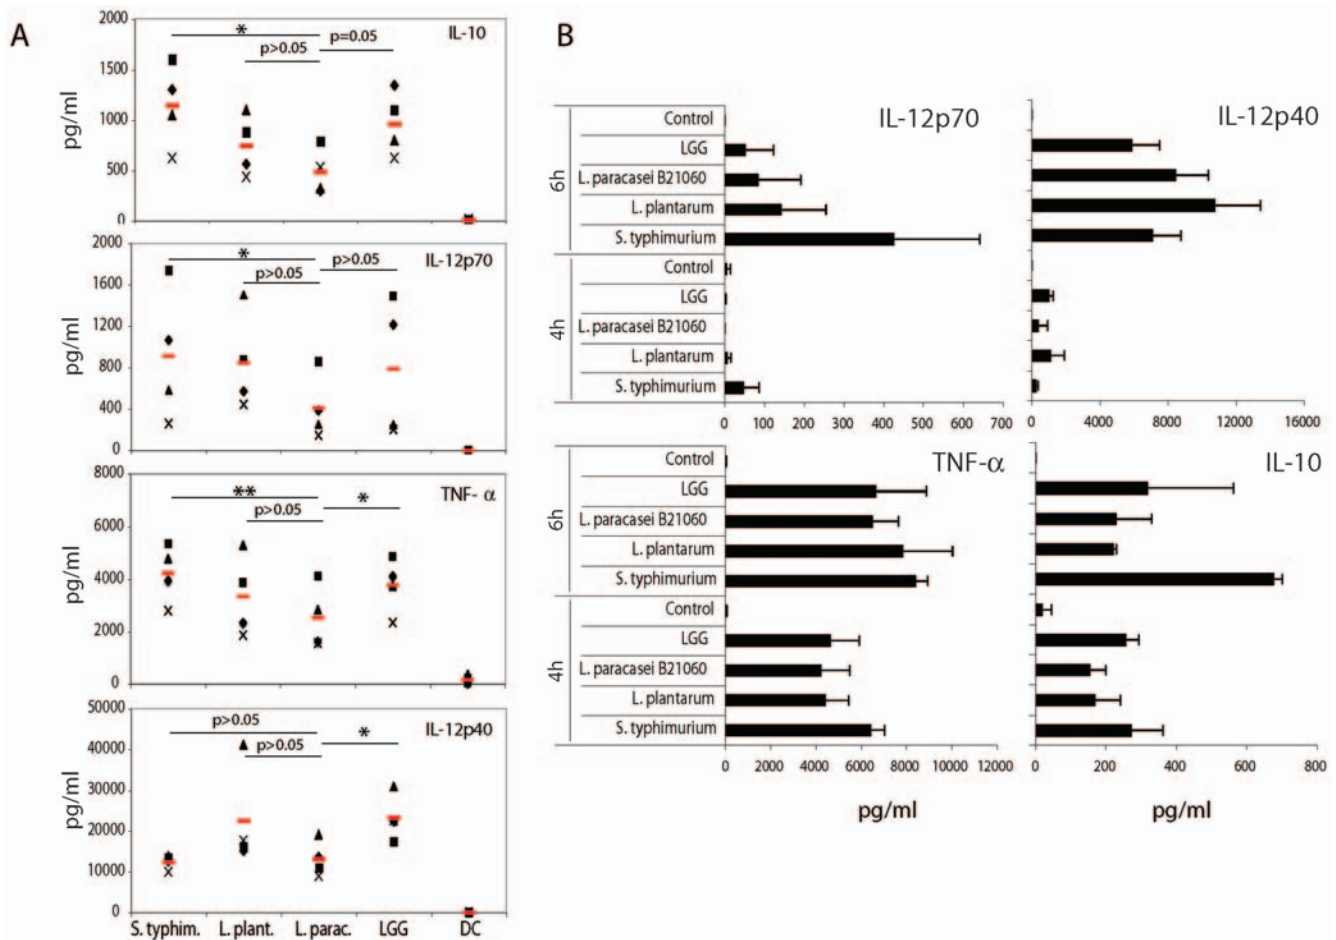 A
2000
1500
1000
500
0
pg/ml
IL-10
*
p>0.05
p=0.05
2000
1600
1200
800
400
0
pg/ml
IL-12p70
*
p>0.05
p>0.05
8000
6000
4000
2000
0
pg/ml
TNF- α
**
*
p>0.05
50000
40000
30000
20000
10000
0
pg/ml
IL-12p40
p>0.05
*
p>0.05
S. typhim. L. plant. L. parac. LGG DC
B
6h
Control
LGG
L. paracasei B21060
L. plantarum
S. typhimurium
4h
Control
LGG
L. paracasei B21060
L. plantarum
S. typhimurium
IL-12p70
0 100 200 300 400 500 600 700
IL-12p40
0 4000 8000 12000 16000
6h
Control
LGG
L. paracasei B21060
L. plantarum
S. typhimurium
4h
Control
LGG
L. paracasei B21060
L. plantarum
S. typhimurium
TNF-α
0 2000 4000 6000 8000 10000 12000
pg/ml
IL-10
0 200 400 600 800
pg/ml